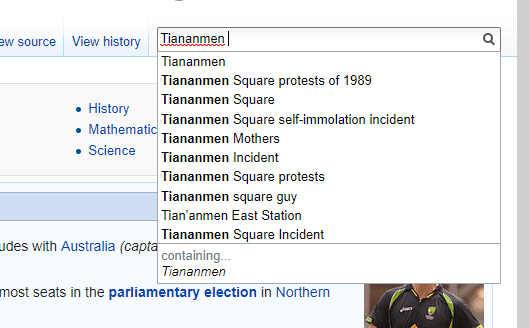 ew source View history Tiananmen
Tiananmen
Tiananmen Square protests of 1989
Tiananmen Square
Tiananmen Square self-immolation incident
Tiananmen Mothers
Tiananmen Incident
Tiananmen Square protests
Tiananmen square guy
Tian'anmen East Station
Tiananmen Square Incident
containing...
Tiananmen
History
Mathematic
Science
udes with Australia (capta
most seats in the parliamentary election in Northern
asics